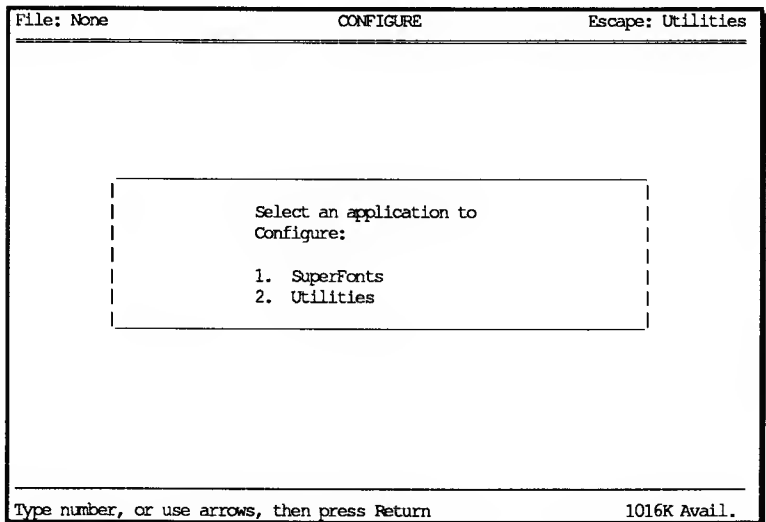 File: None CONFIGURE Escape: Utilities
Select an application to
Configure:
1. SuperFonts
2. Utilities
Type number, or use arrows, then press Return 1016K Avail.